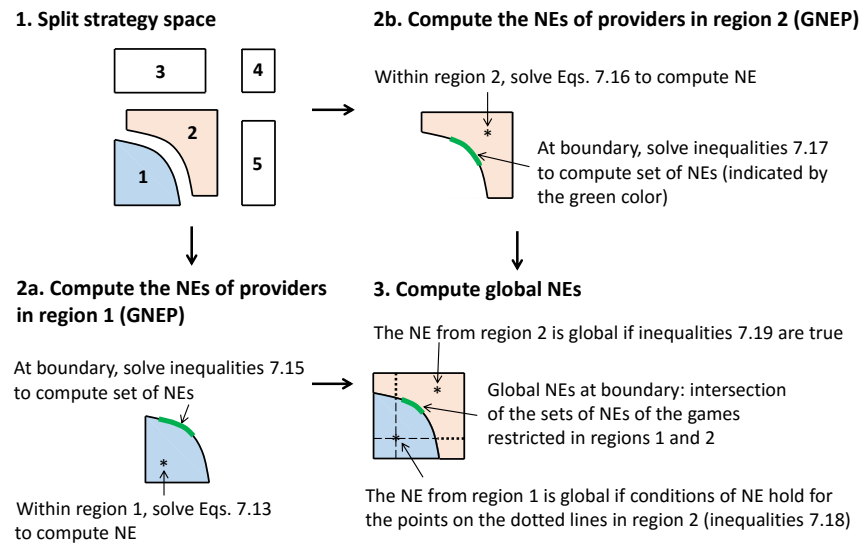 1. Split strategy space
3
4
2
1
5
2b. Compute the NEs of providers in region 2 (GNEP)
Within region 2, solve Eqs. 7.16 to compute NE
*
At boundary, solve inequalities 7.17
to compute set of NEs (indicated by
the green color)
2a. Compute the NEs of providers
in region 1 (GNEP)
At boundary, solve inequalities 7.15
to compute set of NEs
*
Within region 1, solve Eqs. 7.13
to compute NE
3. Compute global NEs
The NE from region 2 is global if inequalities 7.19 are true
*
Global NEs at boundary: intersection
of the sets of NEs of the games
restricted in regions 1 and 2
*
The NE from region 1 is global if conditions of NE hold for
the points on the dotted lines in region 2 (inequalities 7.18)